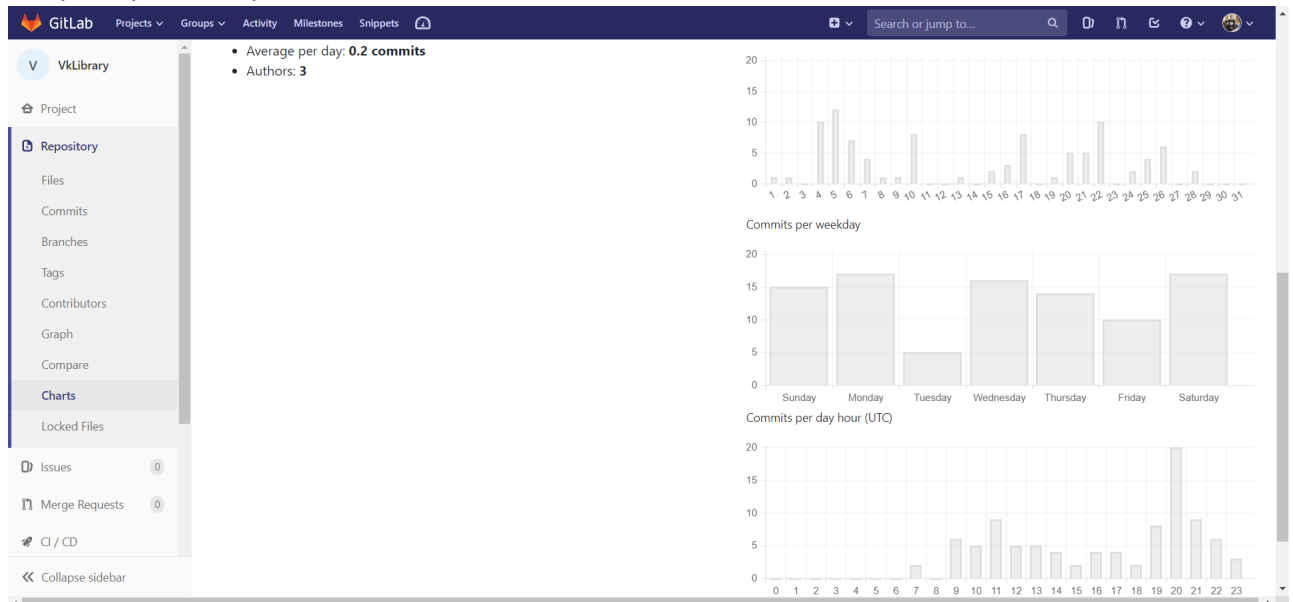 GitLab Projects Groups Activity Milestones Snippets Search or jump to...
V VkLibrary
Project
Repository
Files
Commits
Branches
Tags
Contributors
Graph
Compare
Charts
Locked Files
Issues 0
Merge Requests 0
CI / CD
Collapse sidebar
Average per day: 0.2 commits
Authors: 3
20
15
10
5
0
1 2 3 4 5 6 7 8 9 10 11 12 13 14 15 16 17 18 19 20 21 22 23 24 25 26 27 28 29 30 31
Commits per weekday
20
15
10
5
0
Sunday Monday Tuesday Wednesday Thursday Friday Saturday
Commits per day hour (UTC)
20
15
10
5
0
0 1 2 3 4 5 6 7 8 9 10 11 12 13 14 15 16 17 18 19 20 21 22 23